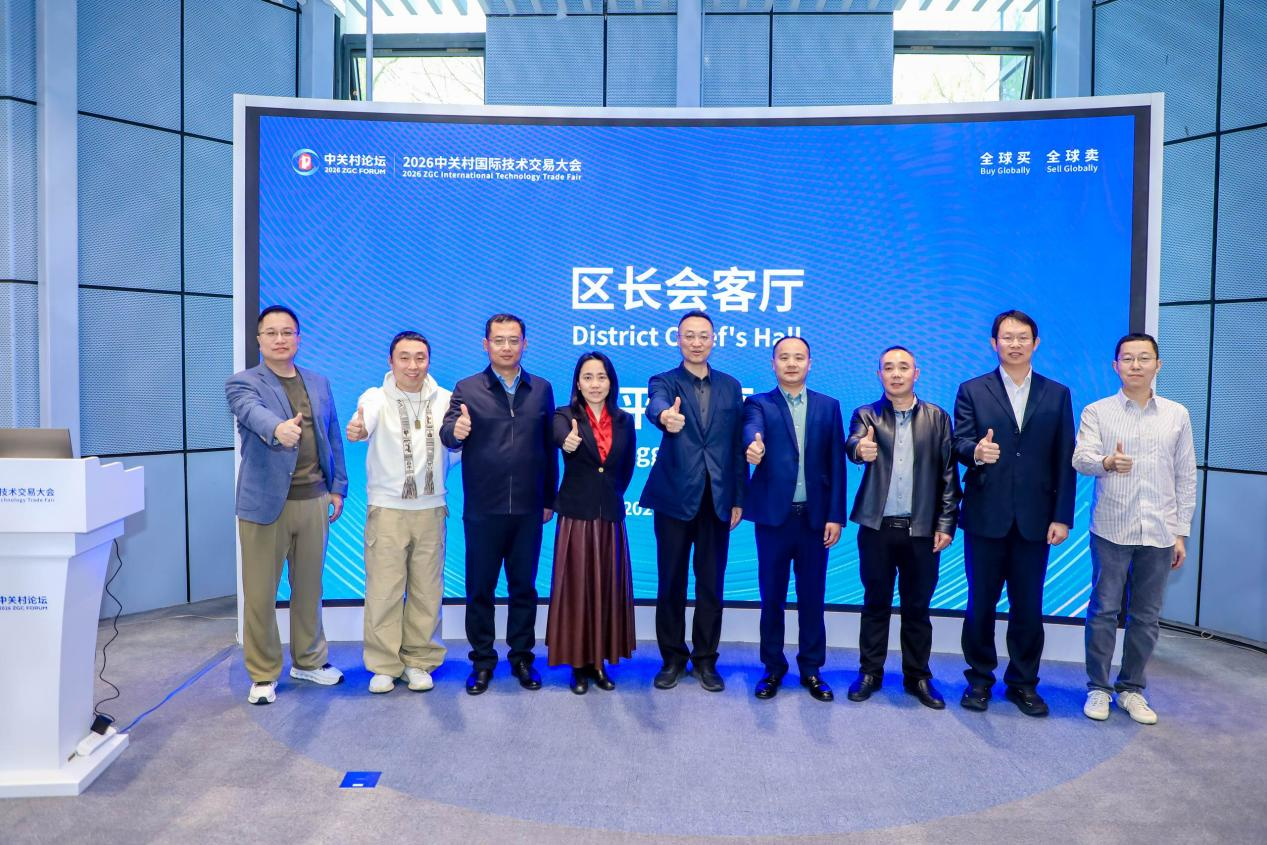 中关村论坛
2026 ZGC FORUM
2026中关村国际技术交易大会
2026 ZGC International Technology Trade Fair
全球买 全球卖
Buy Globally Sell Globally
区长会客厅
District C ef's Hall
平
202
技术交易大会
echnology Trade Fair
中关村论坛
2026 ZGC FORUM